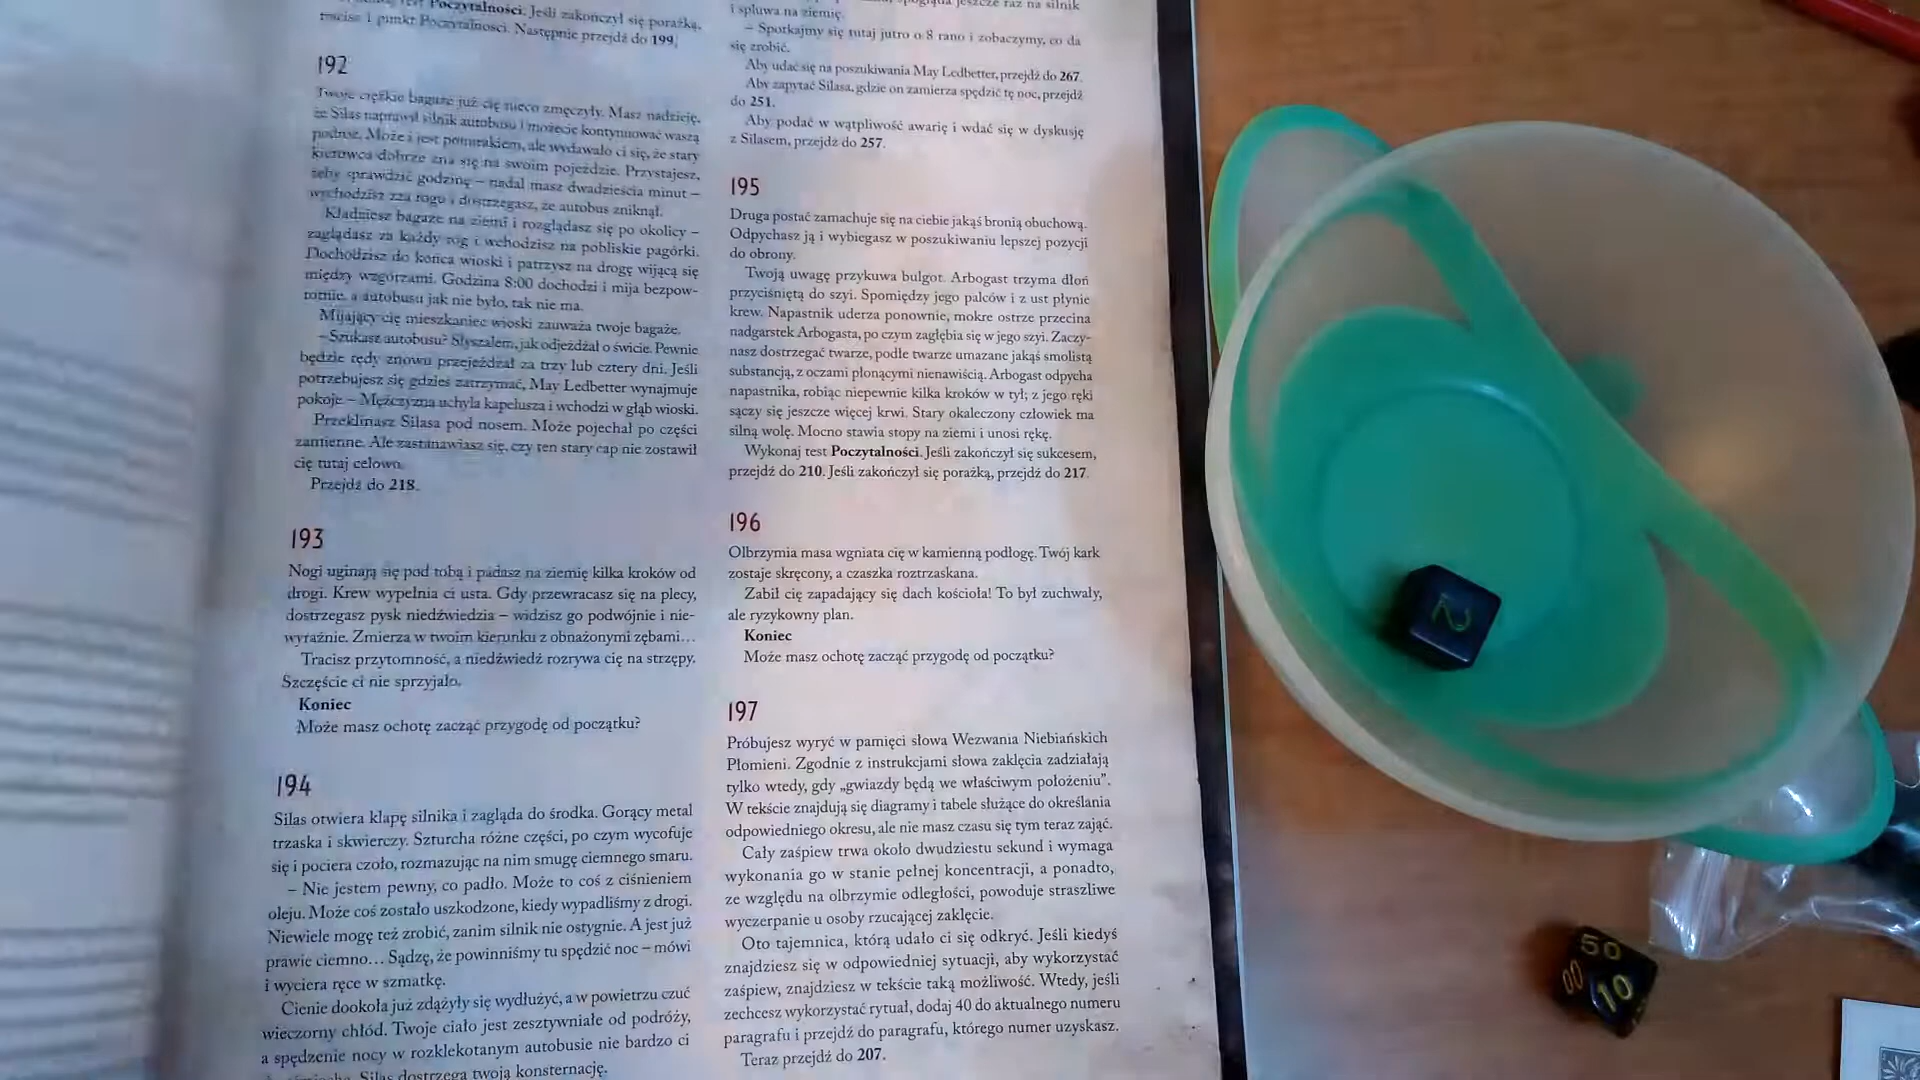 Poczytalności. Jeśli zakończył się porażką,
tracisz 1 punkt Poczytalności. Następnie przejdź do 199.
192
Twoje ciężkie bagaże już cię nieco zmęczyły. Masz nadzieję,
że Silas naprawił silnik autobusu i możecie kontynuować waszą
podróż. Może i jest ponurakiem, ale wydawało ci się, że stary
kierowca dobrze zna się na swoim pojeździe. Przystajesz,
żeby sprawdzić godzinę – nadal masz dwadzieścia minut –
wychodzisz zza rogu i dostrzegasz, że autobus zniknął.
Kładziesz bagaże na ziemi i rozglądasz się po okolicy –
zaglądasz za każdy róg i wchodzisz na pobliskie pagórki.
Dochodzisz do końca wioski i patrzysz na drogę wijącą się
między wzgórzami. Godzina 8:00 dochodzi i mija bezpow-
rotnie, a autobusu jak nie było, tak nie ma.
Mijający cię mieszkaniec wioski zauważa twoje bagaże.
– Szukasz autobusu? Słyszałem, jak odjeżdżał o świcie. Pewnie
będzie tędy znowu przejeżdżał za trzy lub cztery dni. Jeśli
potrzebujesz się gdzieś zatrzymać, May Ledbetter wynajmuje
pokoje. – Mężczyzna uchyla kapelusza i wchodzi w głąb wioski.
Przeklinasz Silasa pod nosem. Może pojechał po części
zamienne. Ale zastanawiasz się, czy ten stary cap nie zostawił
cię tutaj celowo.
Przejdź do 218.
193
Nogi uginają się pod tobą i padasz na ziemię kilka kroków od
drogi. Krew wypełnia ci usta. Gdy przewracasz się na plecy,
dostrzegasz pysk niedźwiedzia – widzisz go podwójnie i nie-
wyraźnie. Zmierza w twoim kierunku z obnażonymi zębami…
Tracisz przytomność, a niedźwiedź rozrywa cię na strzępy.
Szczęście ci nie sprzyjało.
Koniec
Może masz ochotę zacząć przygodę od początku?
194
Silas otwiera klapę silnika i zagląda do środka. Gorący metal
trzaska i skwierczy. Szturcha różne części, po czym wycofuje
się i pociera czoło, rozmazując na nim smugę ciemnego smaru.
– Nie jestem pewny, co padło. Może to coś z ciśnieniem
oleju. Może coś zostało uszkodzone, kiedy wypadliśmy z drogi.
Niewiele mogę też zrobić, zanim silnik nie ostygnie. A jest już
prawie ciemno… Sądzę, że powinniśmy tu spędzić noc – mówi
i wyciera ręce w szmatkę.
Cienie dookoła już zdążyły się wydłużyć, a w powietrzu czuć
wieczorny chłód. Twoje ciało jest zesztywniałe od podróży,
a spędzenie nocy w rozklekotanym autobusie nie bardzo ci
Silas dostrzega twoją konsternację.
jeszcze raz na silnik
i spluwa na ziemię.
– Spotkajmy się tutaj jutro o 8 rano i zobaczymy, co da
się zrobić.
Aby udać się na poszukiwania May Ledbetter, przejdź do 267.
Aby zapytać Silasa, gdzie on zamierza spędzić tę noc, przejdź
do 251.
Aby podać w wątpliwość awarię i wdać się w dyskusję
z Silasem, przejdź do 257.
195
Druga postać zamachuje się na ciebie jakąś bronią obuchową.
Odpychasz ją i wybiegasz w poszukiwaniu lepszej pozycji
do obrony.
Twoją uwagę przykuwa bulgot. Arbogast trzyma dłoń
przyciśniętą do szyi. Spomiędzy jego palców i z ust płynie
krew. Napastnik uderza ponownie, mokre ostrze przecina
nadgarstek Arbogasta, po czym zagłębia się w jego szyi. Zaczy-
nasz dostrzegać twarze, podłe twarze umazane jakąś smolistą
substancją, z oczami płonącymi nienawiścią. Arbogast odpycha
napastnika, robiąc niepewnie kilka kroków w tył; z jego ręki
sączy się jeszcze więcej krwi. Stary okaleczony człowiek ma
silną wolę. Mocno stawia stopy na ziemi i unosi rękę.
Wykonaj test Poczytalności. Jeśli zakończył się sukcesem,
przejdź do 210. Jeśli zakończył się porażką, przejdź do 217.
196
Olbrzymia masa wgniata cię w kamienną podłogę. Twój kark
zostaje skręcony, a czaszka roztrzaskana.
Zabił cię zapadający się dach kościoła! To był zuchwały,
ale ryzykowny plan.
Koniec
Może masz ochotę zacząć przygodę od początku?
197
Próbujesz wyryć w pamięci słowa Wezwania Niebiańskich
Płomieni. Zgodnie z instrukcjami słowa zaklęcia zadziałają
tylko wtedy, gdy „gwiazdy będą we właściwym położeniu”.
W tekście znajdują się diagramy i tabele służące do określania
odpowiedniego okresu, ale nie masz czasu się tym teraz zająć.
Cały zaśpiew trwa około dwudziestu sekund i wymaga
wykonania go w stanie pełnej koncentracji, a ponadto,
ze względu na olbrzymie odległości, powoduje straszliwe
wyczerpanie u osoby rzucającej zaklęcie.
Oto tajemnica, którą udało ci się odkryć. Jeśli kiedyś
znajdziesz się w odpowiedniej sytuacji, aby wykorzystać
zaśpiew, znajdziesz w tekście taką możliwość. Wtedy, jeśli
zechcesz wykorzystać rytuał, dodaj 40 do aktualnego numeru
paragrafu i przejdź do paragrafu, którego numer uzyskasz.
Teraz przejdź do 207.
2
50
00
10